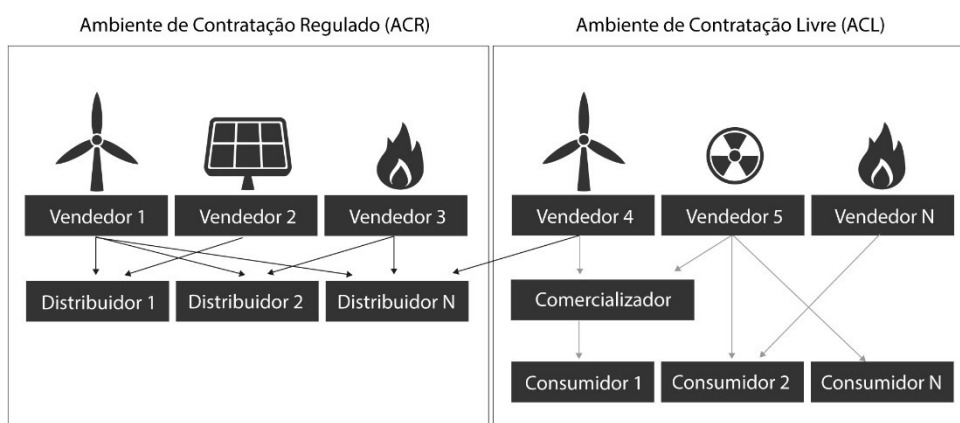 Ambiente de Contratação Regulado (ACR)
Ambiente de Contratação Livre (ACL)
Vendedor 1
Vendedor 2
Vendedor 3
Vendedor 4
Vendedor 5
Vendedor N
Distribuidor 1
Distribuidor 2
Distribuidor N
Comercializador
Consumidor 1
Consumidor 2
Consumidor N